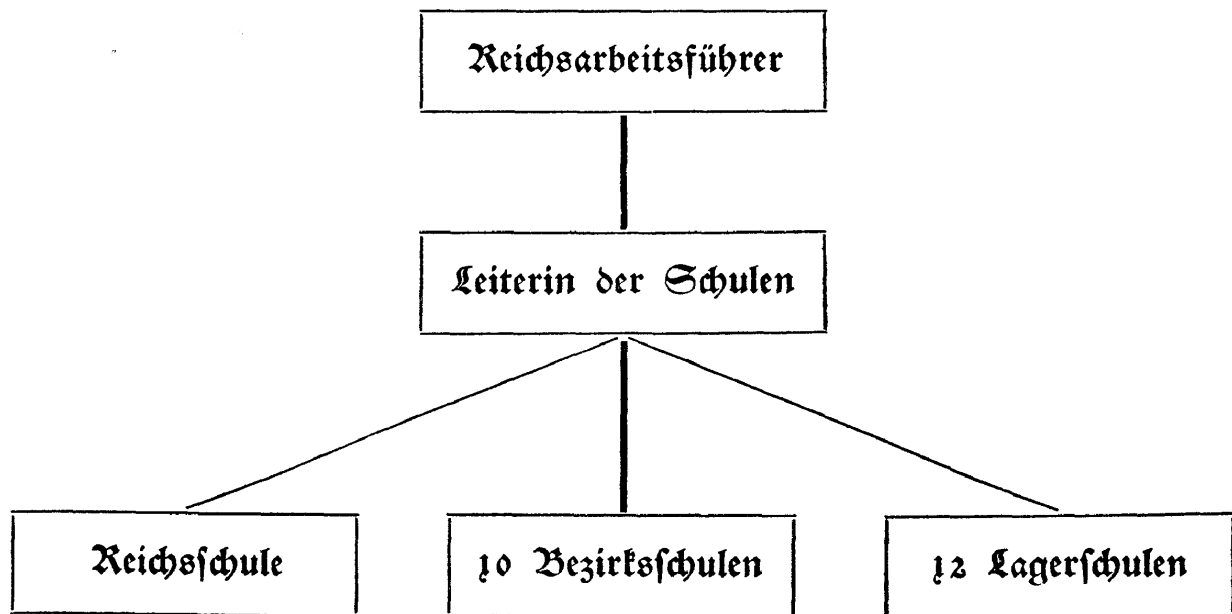 Reichsarbeitsführer
Leiterin der Schulen
Reichsschule
10 Bezirksschulen
12 Lagerschulen